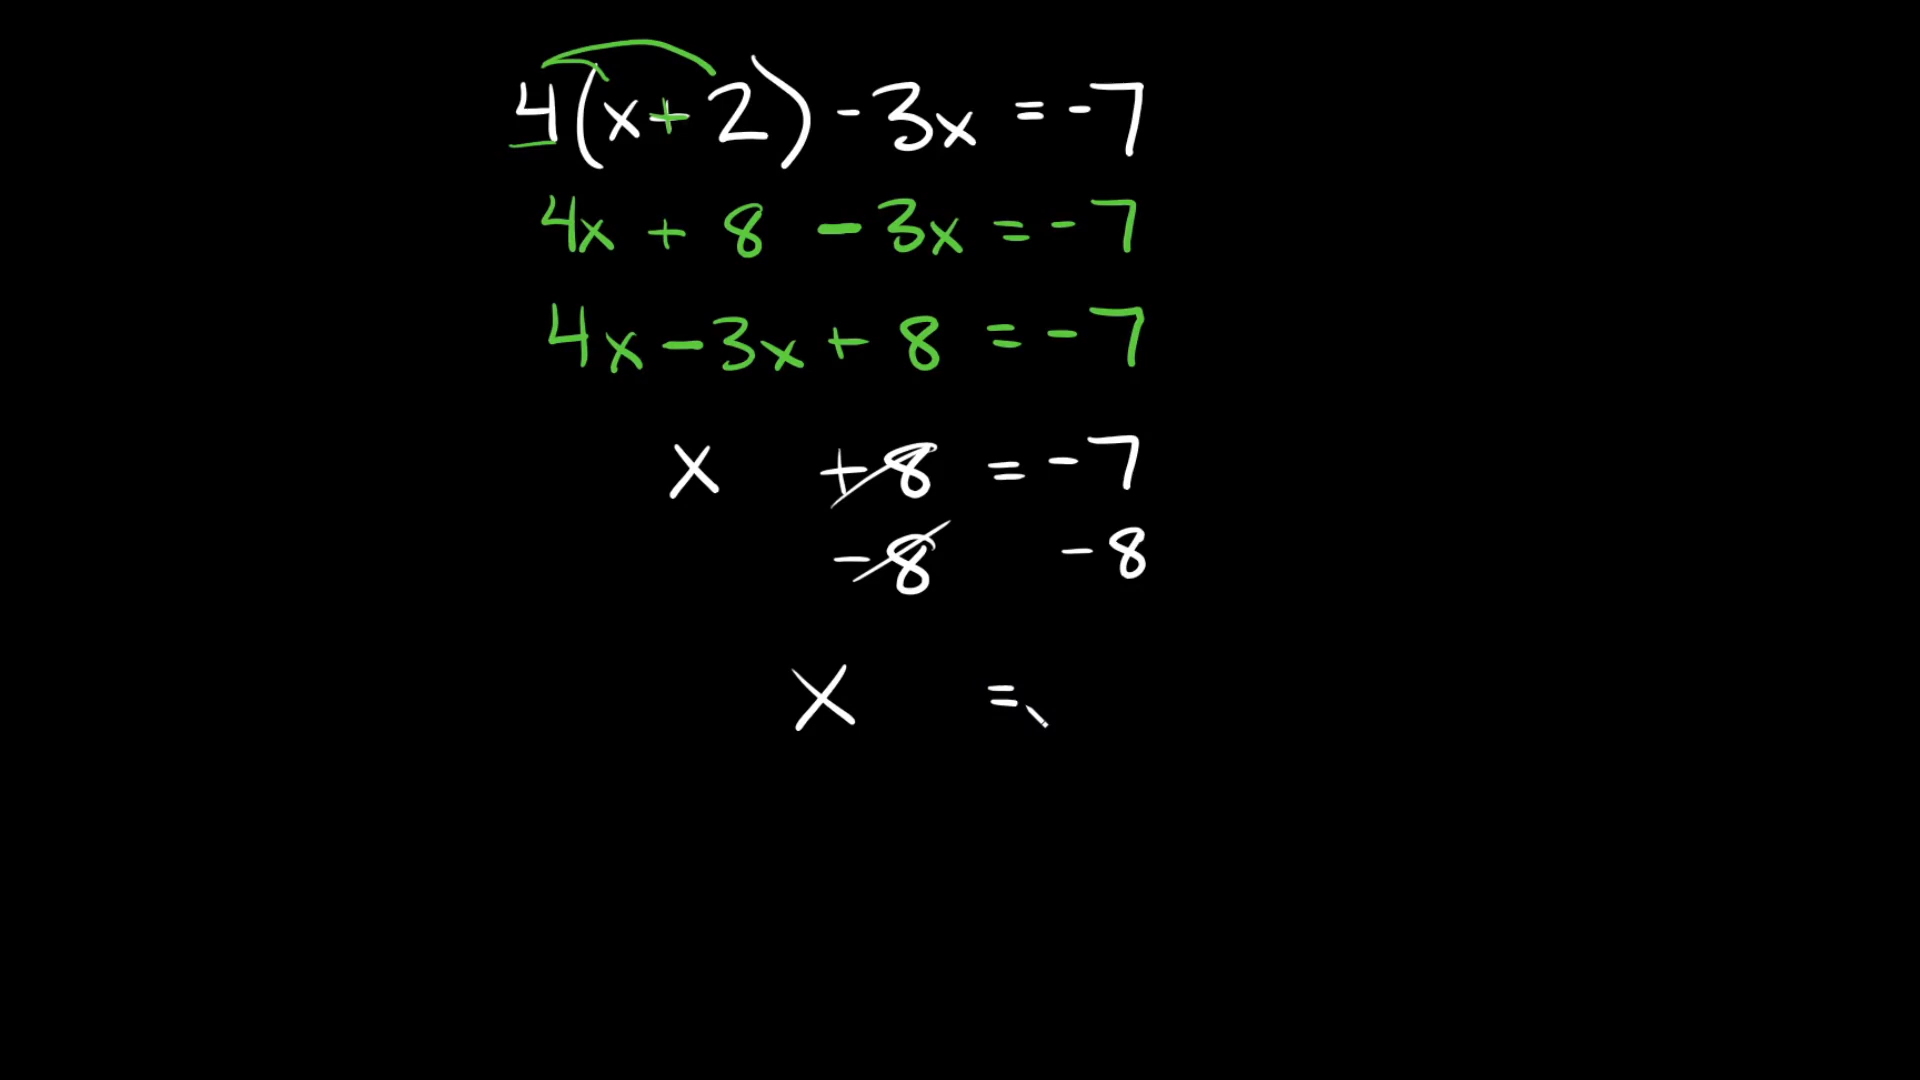 4(x+2)-3x=-7
4x+8-3x=-7
4x-3x+8=-7
x +8=-7
-8 -8
x =